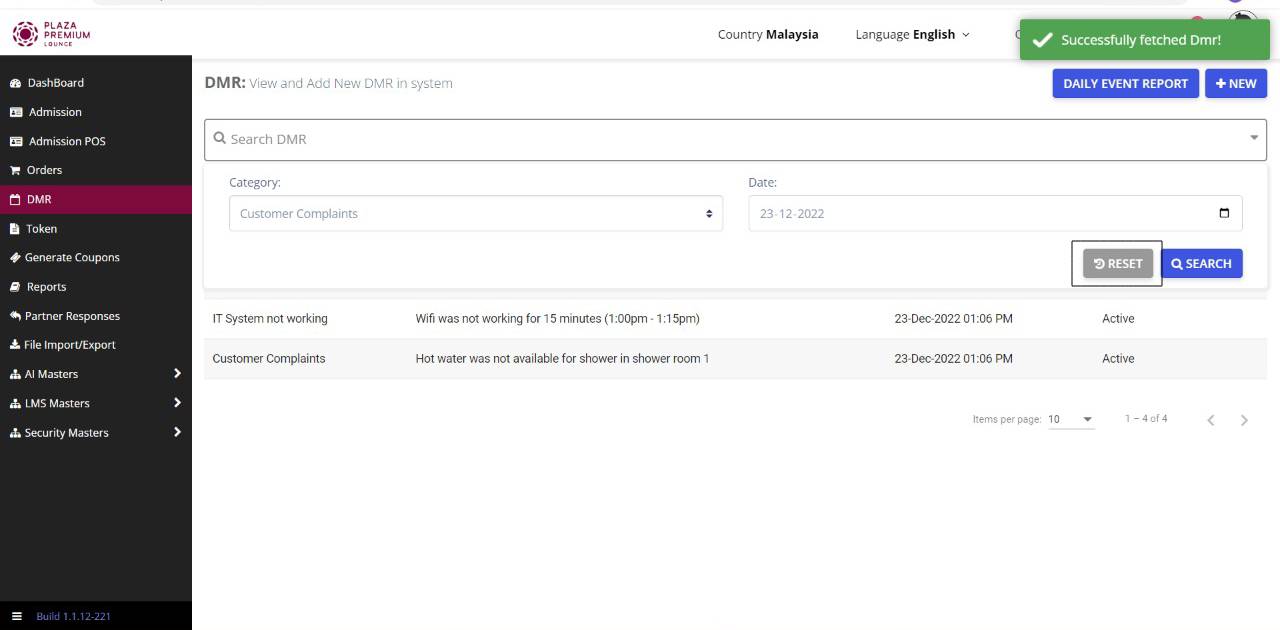 PLAZA
PREMIUM
LOUNGE
Country Malaysia
Language English
Successfully fetched Dmr!
DashBoard
Admission
Admission POS
Orders
DMR
Token
Generate Coupons
Reports
Partner Responses
File Import/Export
AI Masters
LMS Masters
Security Masters
Build 1.1.12-221
DMR: View and Add New DMR in system
DAILY EVENT REPORT
+ NEW
Search DMR
Category:
Date:
Customer Complaints
23-12-2022
RESET
SEARCH
IT System not working Wifi was not working for 15 minutes (1:00pm - 1:15pm) 23-Dec-2022 01:06 PM Active
Customer Complaints Hot water was not available for shower in shower room 1 23-Dec-2022 01:06 PM Active
Items per page: 10 1 – 4 of 4